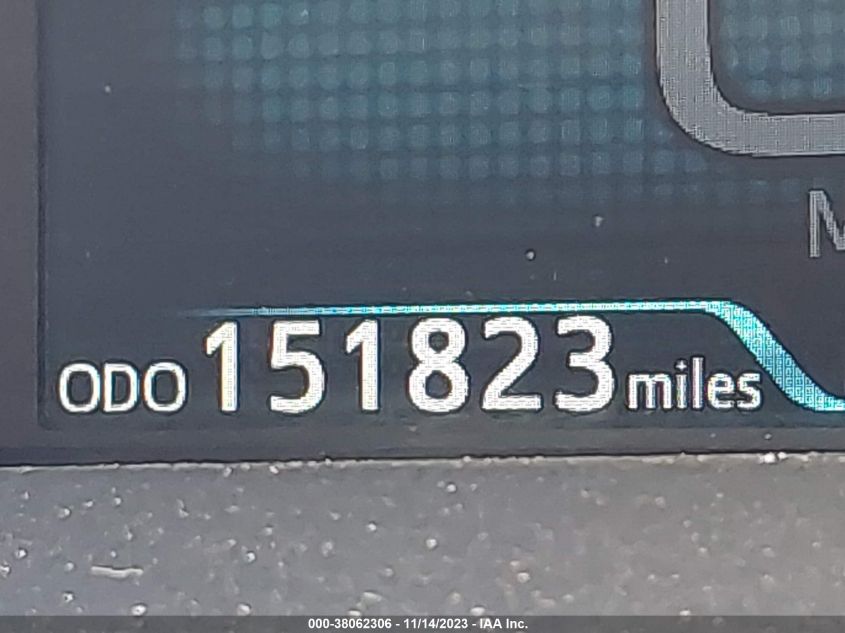 ODO 151823 miles
000-38062306 - 11/14/2023 - IAA Inc.